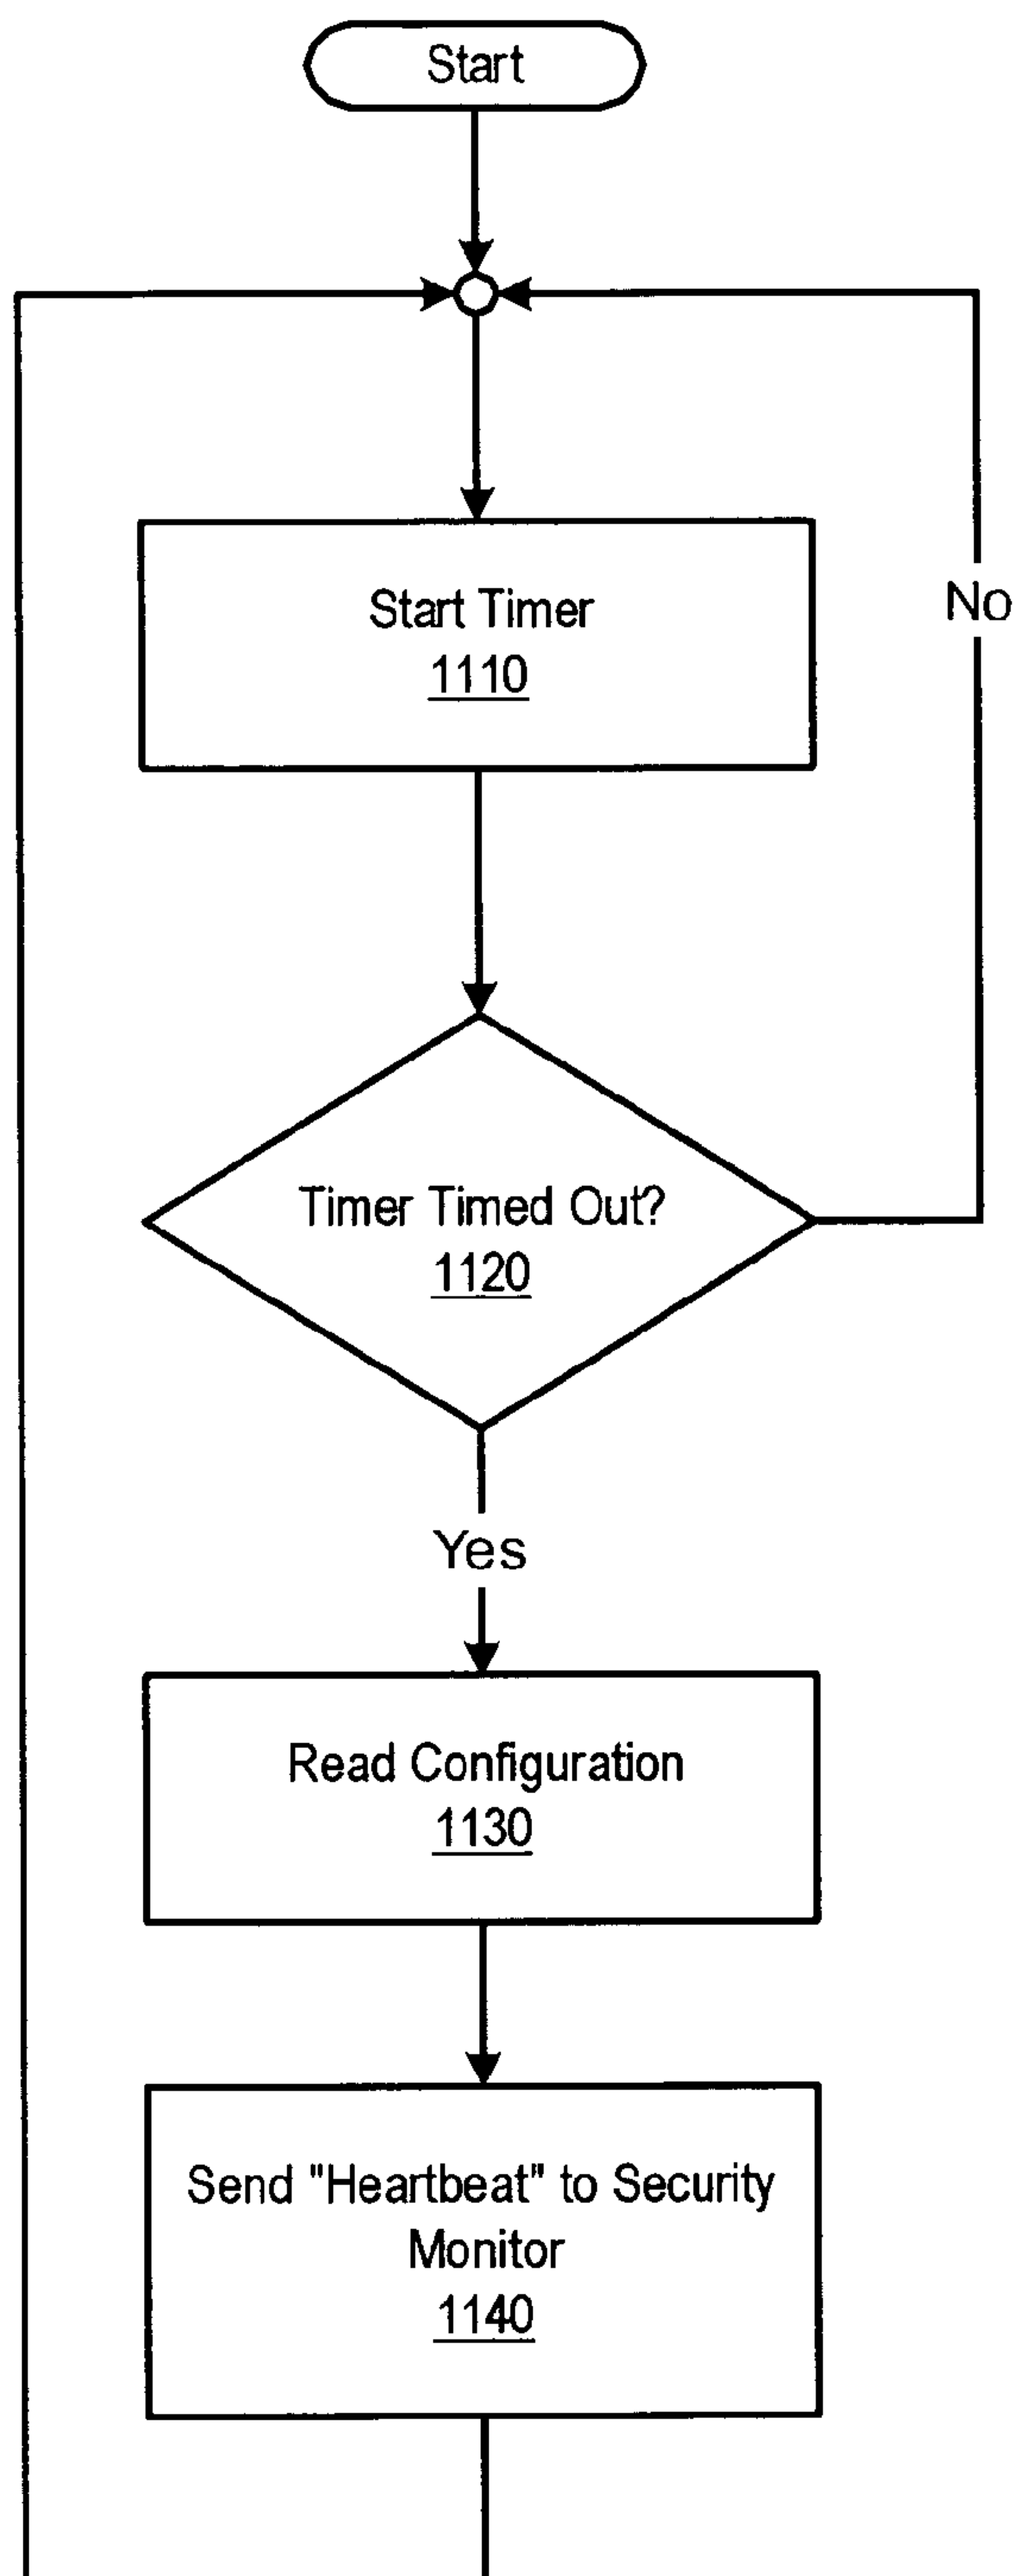 Start
Start Timer
1110
No
Timer Timed Out?
1120
Yes
Read Configuration
1130
Send "Heartbeat" to Security
Monitor
1140